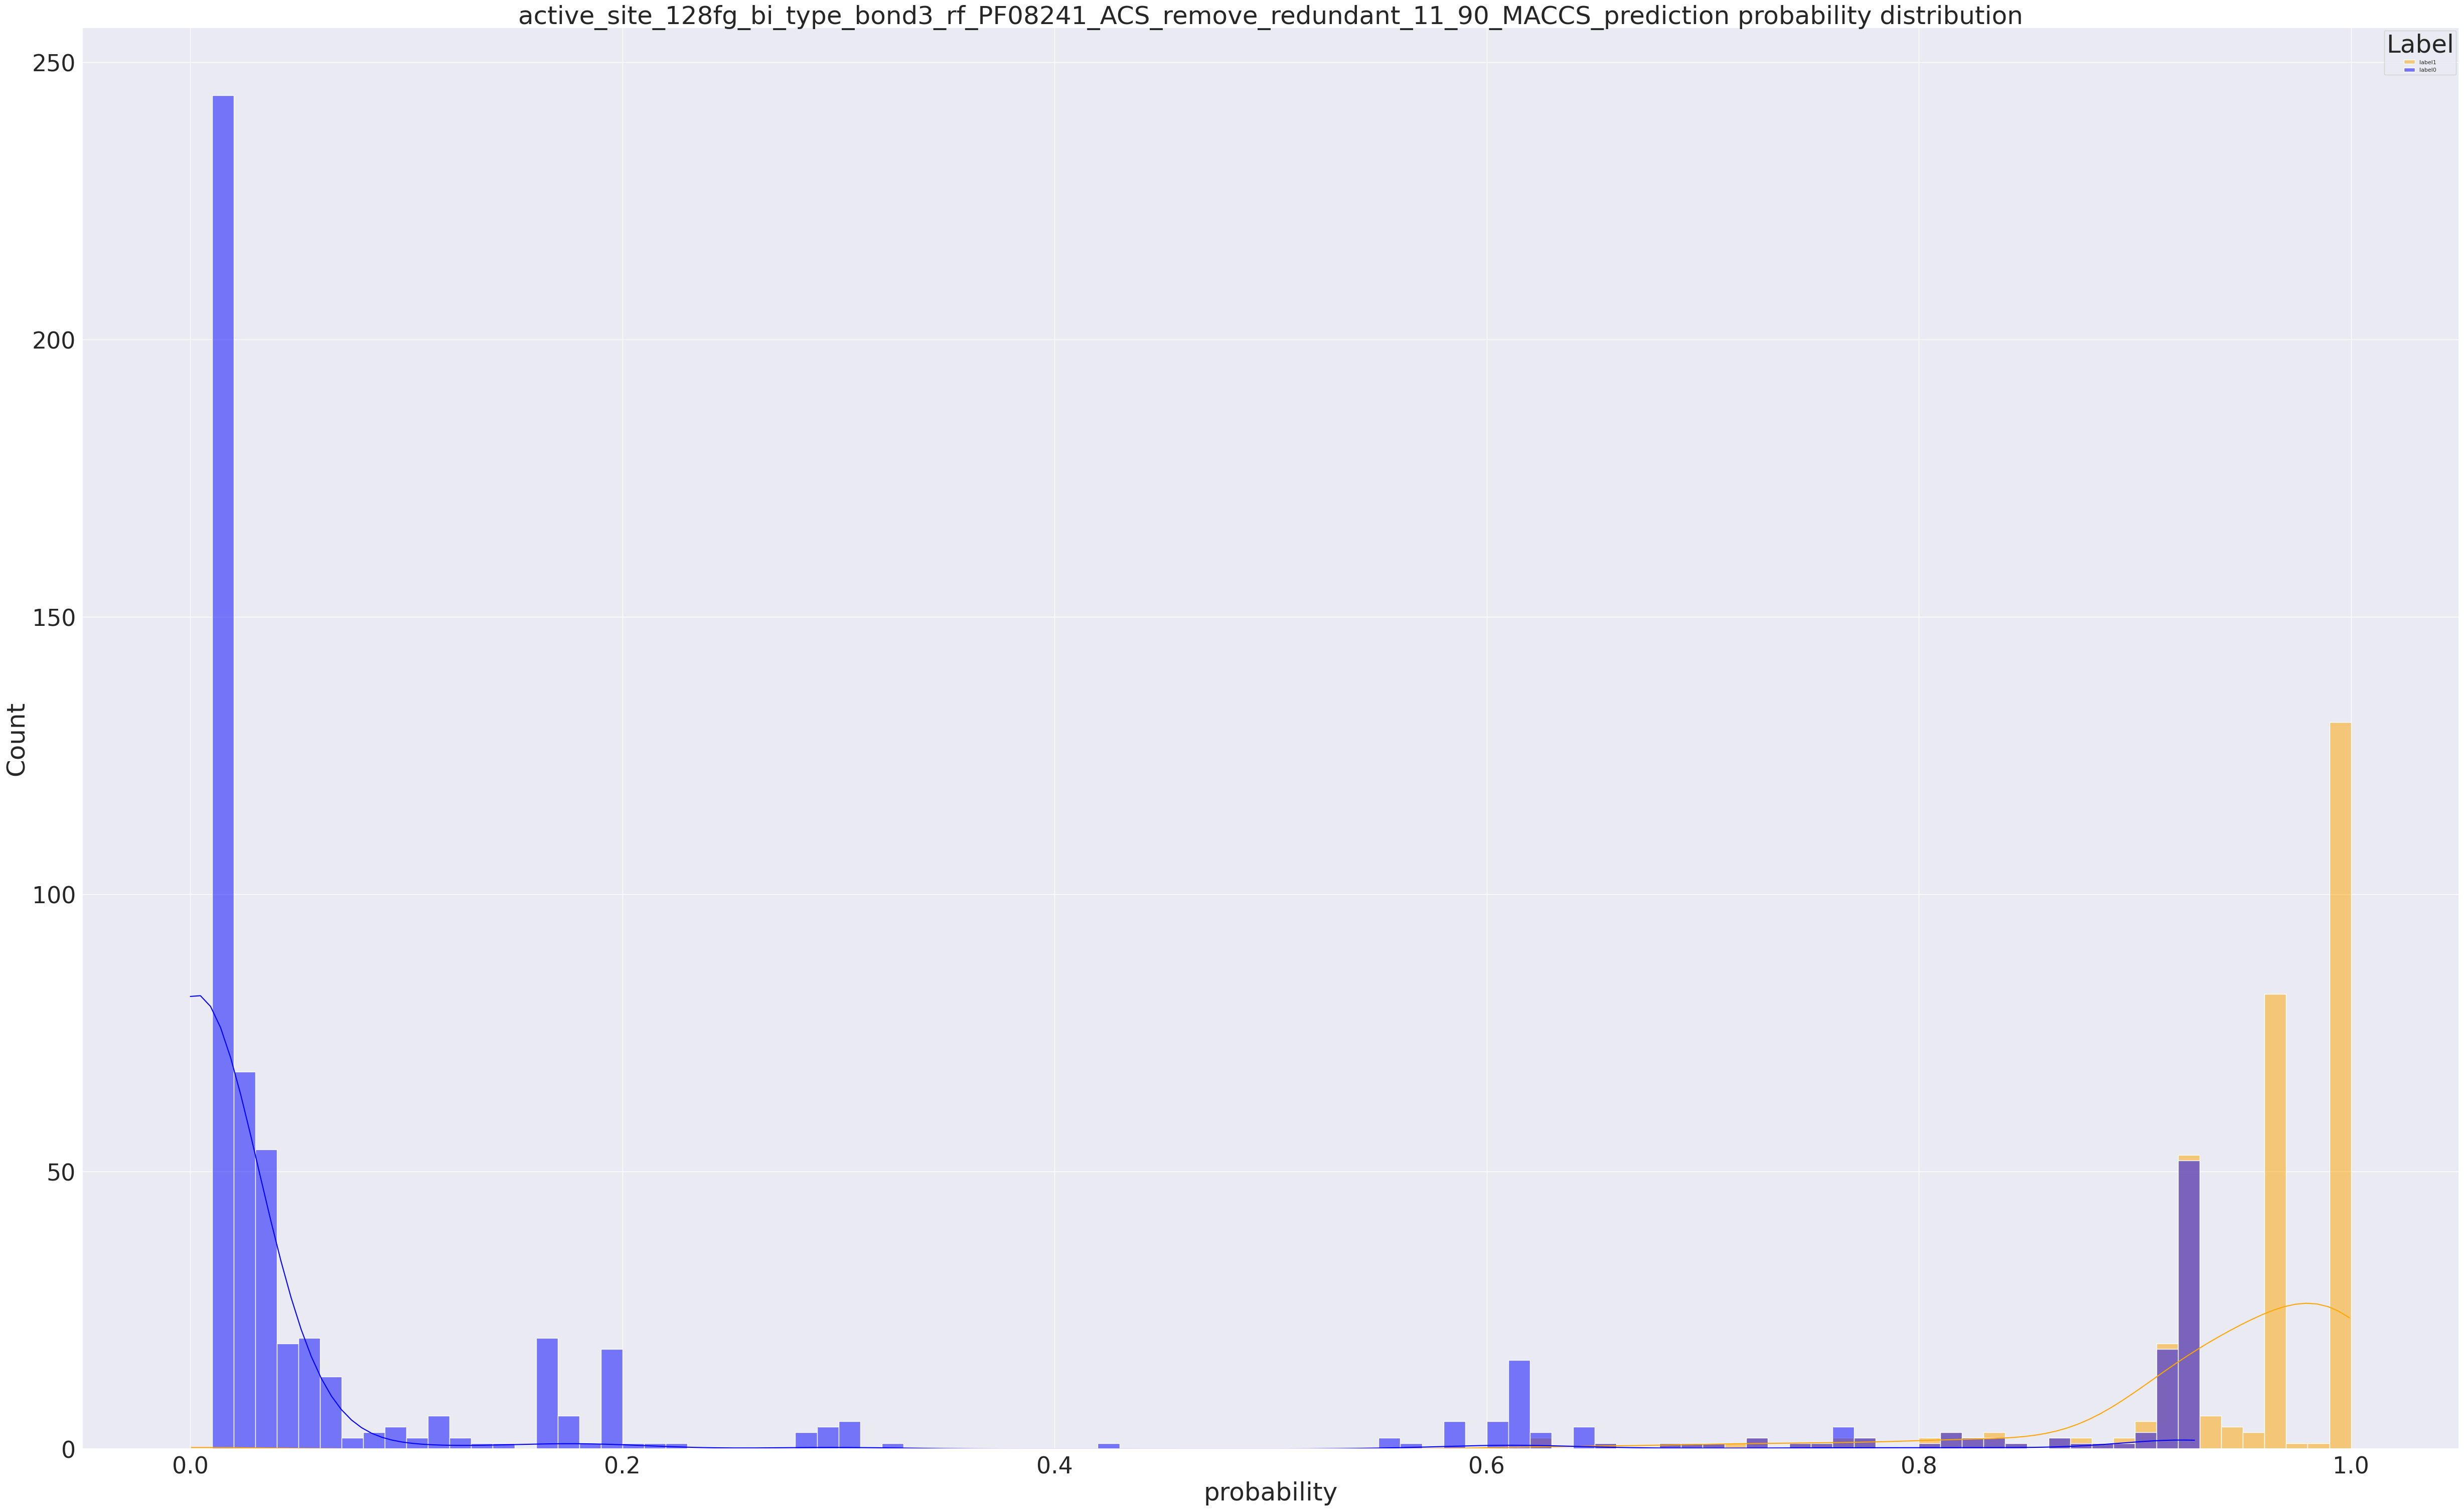 active_site_128fg_bi_type_bond3_rf_PF08241_ACS_remove_redundant_11_90_MACCS_prediction probability distribution
Label
label1
label0
250
200
150
100
50
0
Count
0.0 0.2 0.4 0.6 0.8 1.0
probability